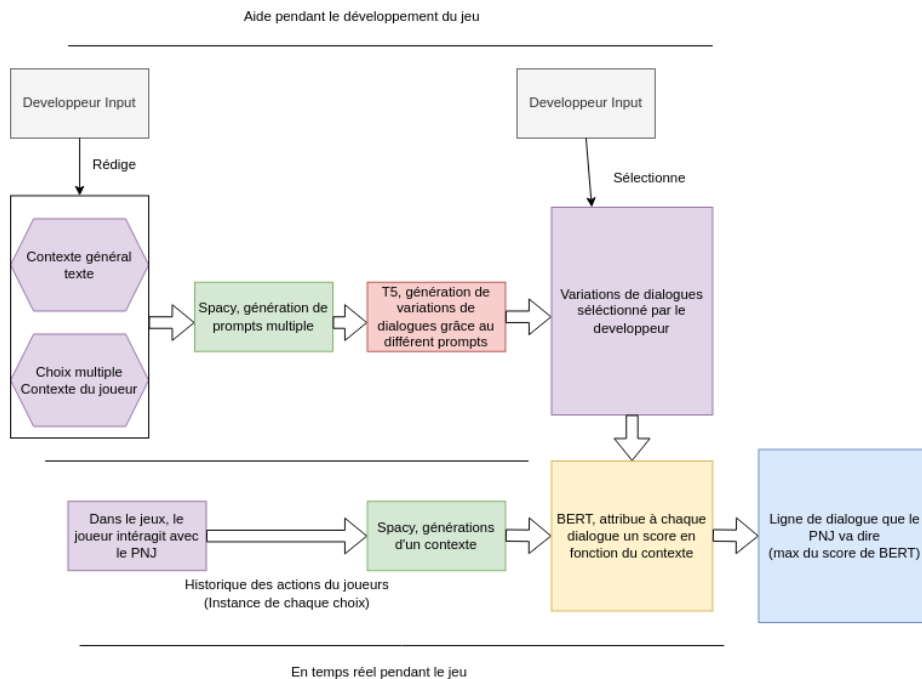 Aide pendant le développement du jeu
Developpeur Input
Developpeur Input
Rédige
Sélectionne
Contexte général
texte
Choix multiple
Contexte du joueur
Spacy, génération de
prompts multiple
T5, génération de
variations de
dialogues grâce au
différent prompts
Variations de dialogues
séléctionné par le
developpeur
Dans le jeux, le
joueur intéragit avec
le PNJ
Historique des actions du joueurs
(Instance de chaque choix)
Spacy, générations
d'un contexte
BERT, attribue à chaque
dialogue un score en
fonction du contexte
Ligne de dialogue que le
PNJ va dire
(max du score de BERT)
En temps réel pendant le jeu